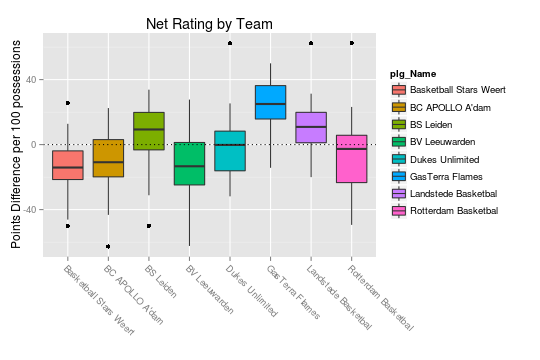 Net Rating by Team
Points Difference per 100 possessions
40
0
-40
Basketball Stars Weert
BC APOLLO A'dam
BS Leiden
BV Leeuwarden
Dukes Unlimited
GasTerra Flames
Landstede Basketbal
Rotterdam Basketbal
plg_Name
Basketball Stars Weert
BC APOLLO A'dam
BS Leiden
BV Leeuwarden
Dukes Unlimited
GasTerra Flames
Landstede Basketbal
Rotterdam Basketbal